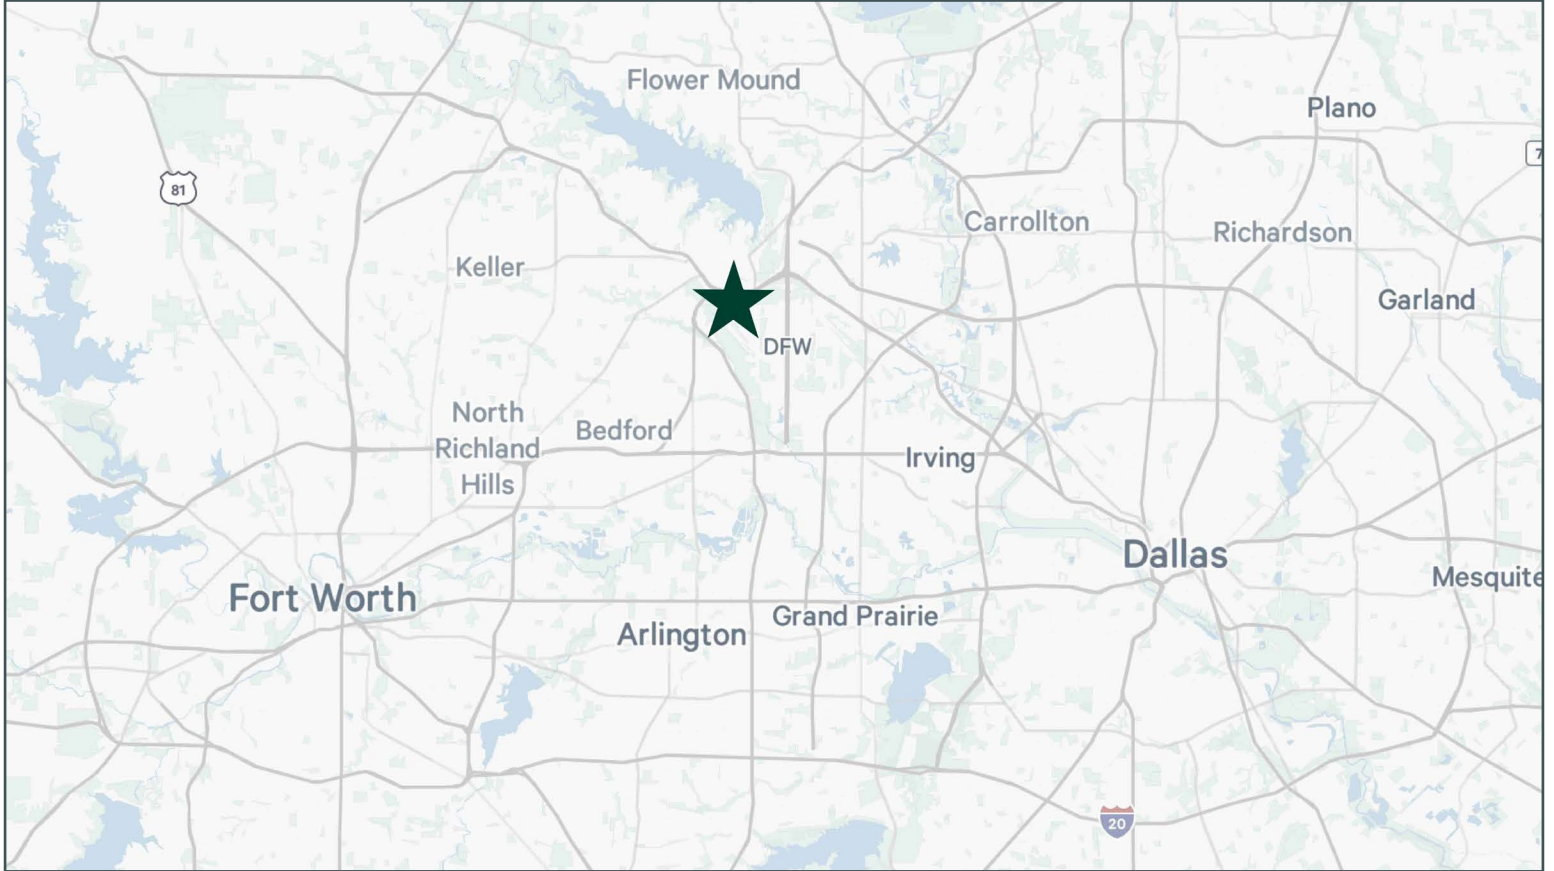 Flower Mound
Plano
7
81
Carrollton
Richardson
Keller
Garland
DFW
North
Richland
Hills
Bedford
Irving
Dallas
Mesquite
Fort Worth
Grand Prairie
Arlington
20